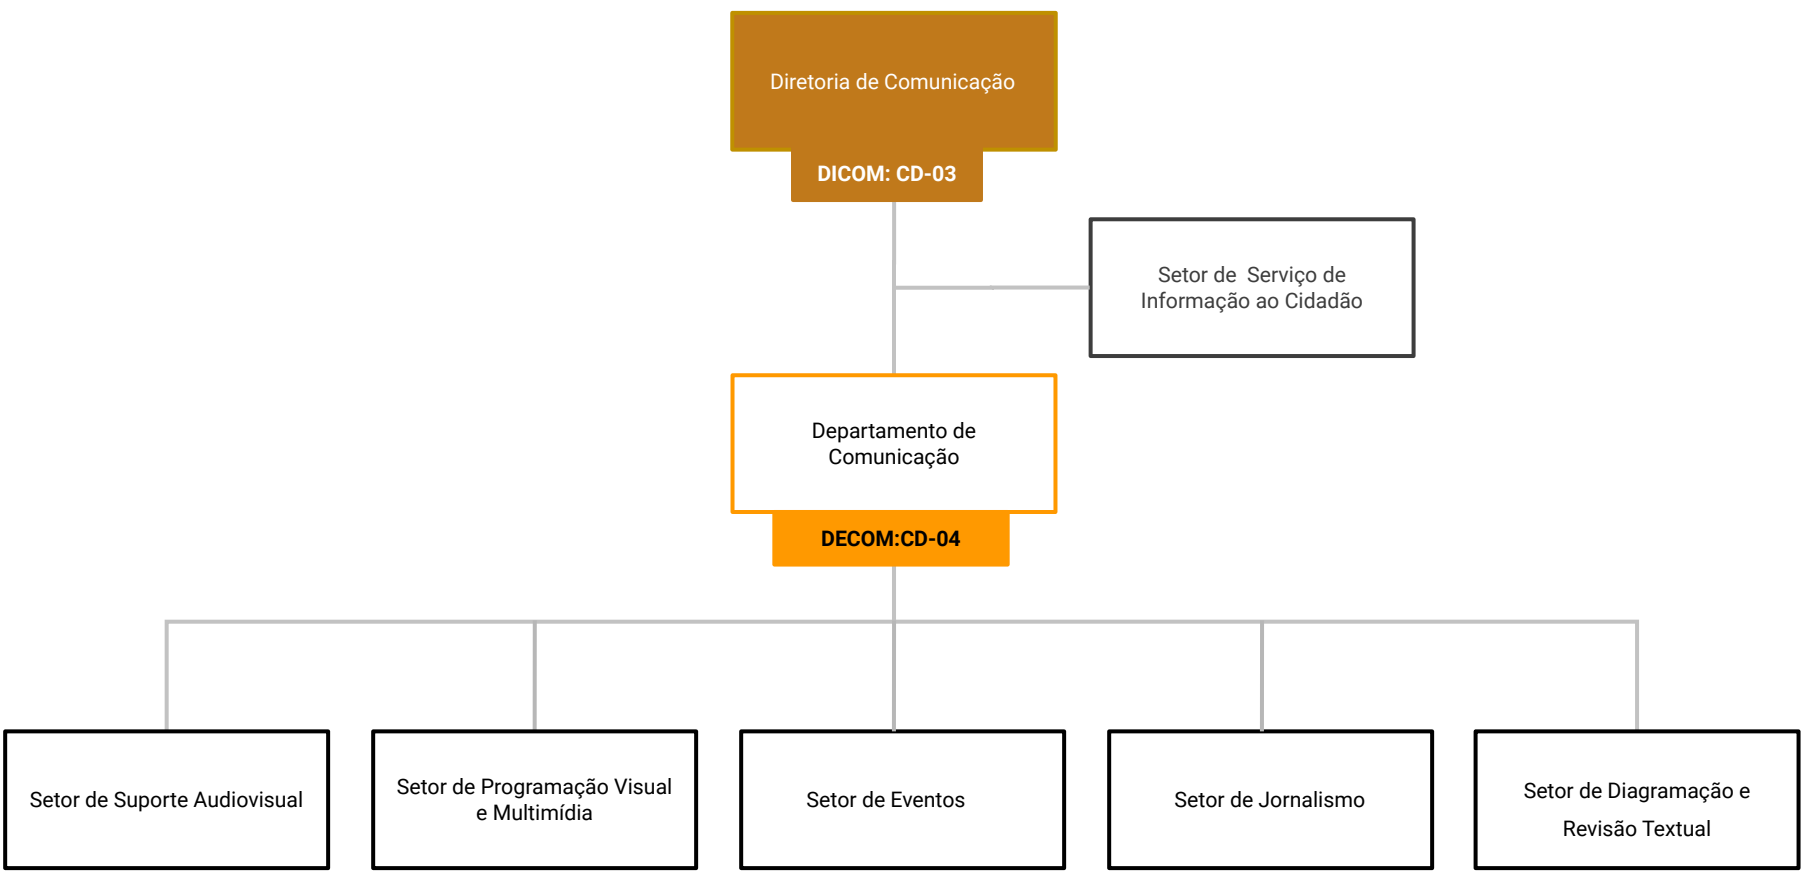 Diretoria de Comunicação
DICOM: CD-03
Setor de  Serviço de
Informação ao Cidadão
Departamento de
Comunicação
DECOM:CD-04
Setor de Suporte Audiovisual
Setor de Programação Visual
e Multimídia
Setor de Eventos
Setor de Jornalismo
Setor de Diagramação e
Revisão Textual